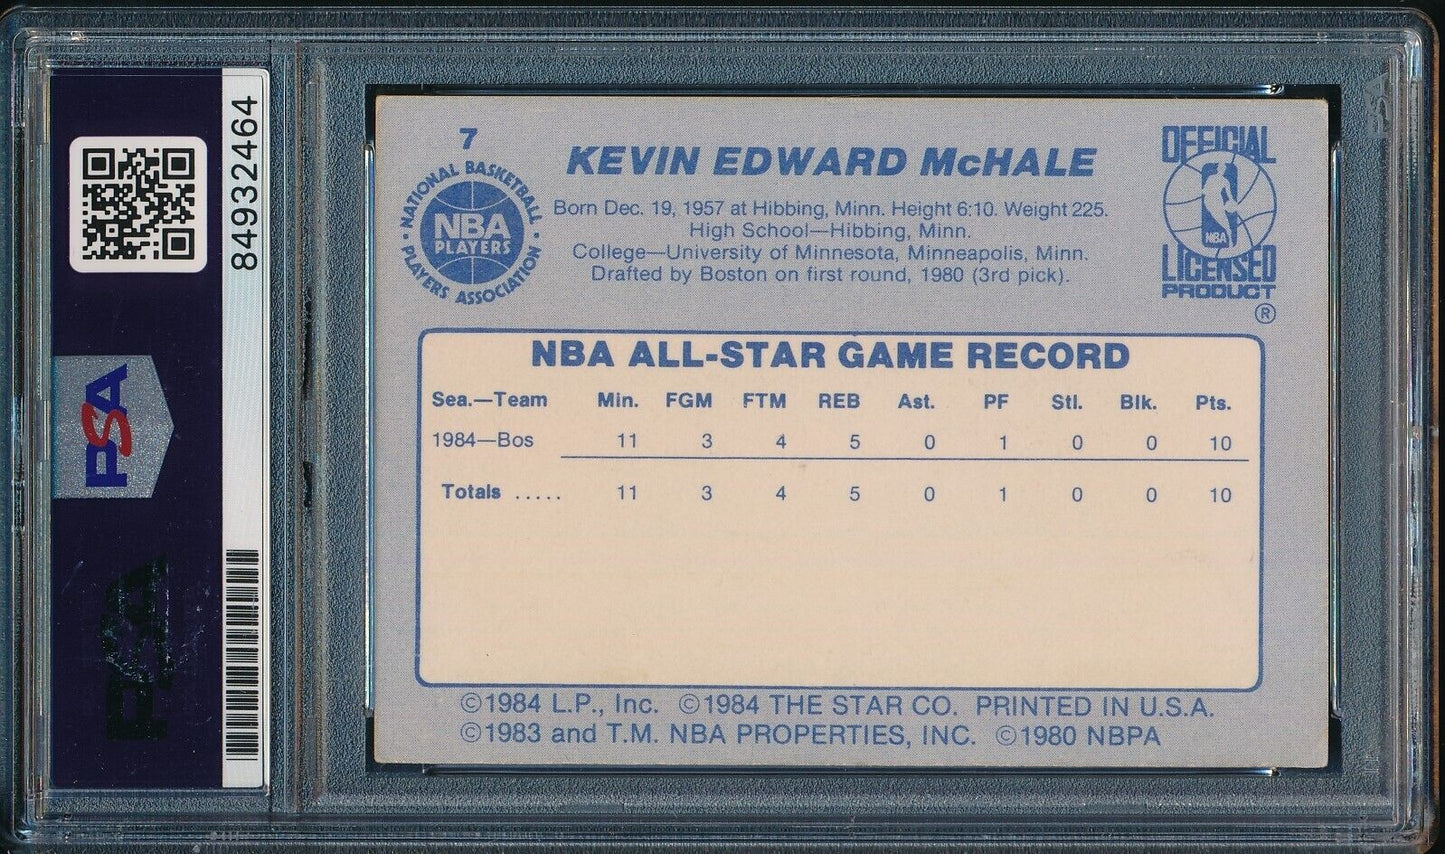 84932464
PSA
PSA
7
NATIONAL BASKETBALL
NBA
PLAYERS
PLAYERS ASSOCIATION
KEVIN EDWARD McHALE
Born Dec. 19, 1957 at Hibbing, Minn. Height 6:10. Weight 225.
High School—Hibbing, Minn.
College—University of Minnesota, Minneapolis, Minn.
Drafted by Boston on first round, 1980 (3rd pick).
OFFICIAL
NBA
LICENSED
PRODUCT
®
NBA ALL-STAR GAME RECORD
Sea.—Team Min. FGM FTM REB Ast. PF Stl. Blk. Pts.
1984—Bos 11 3 4 5 0 1 0 0 10
Totals ..... 11 3 4 5 0 1 0 0 10
©1984 L.P., Inc. ©1984 THE STAR CO. PRINTED IN U.S.A.
©1983 and T.M. NBA PROPERTIES, INC. ©1980 NBPA